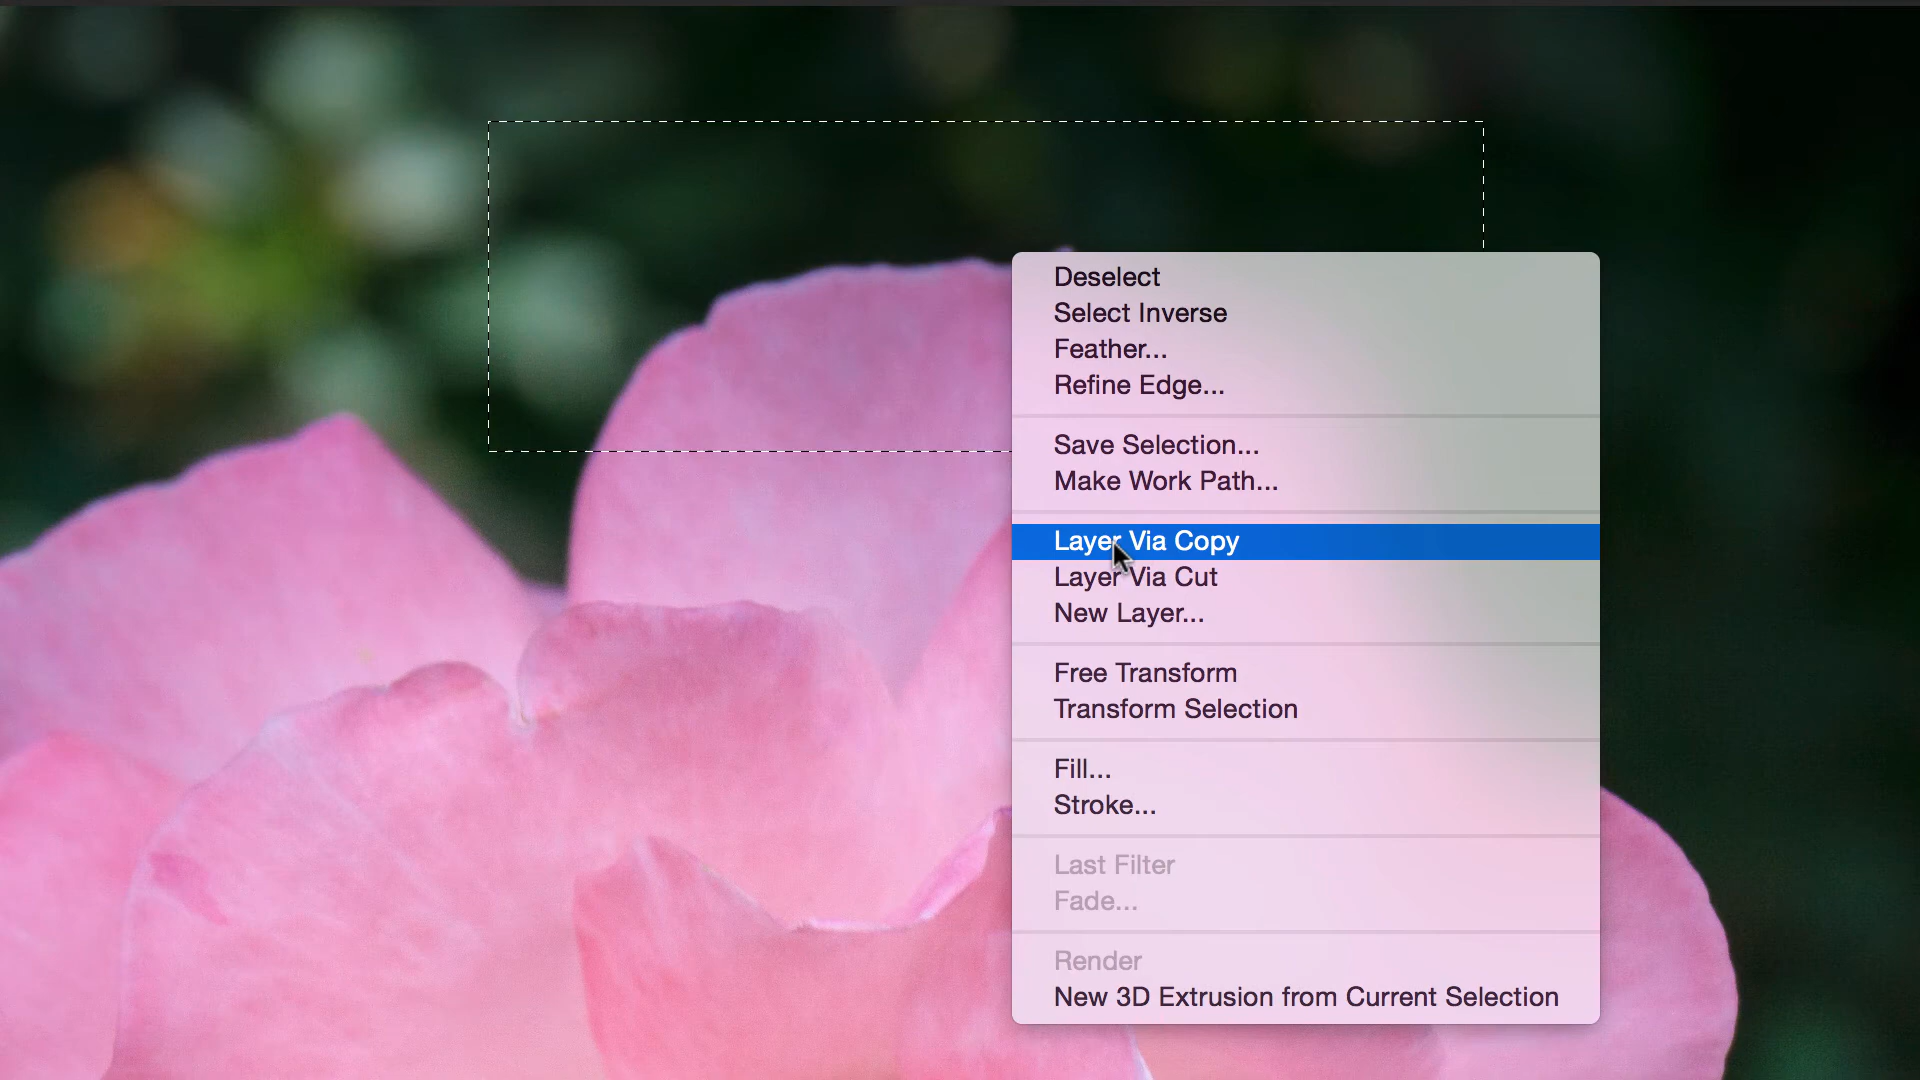 Deselect
Select Inverse
Feather...
Refine Edge...
Save Selection...
Make Work Path...
Layer Via Copy
Layer Via Cut
New Layer...
Free Transform
Transform Selection
Fill...
Stroke...
Last Filter
Fade...
Render
New 3D Extrusion from Current Selection